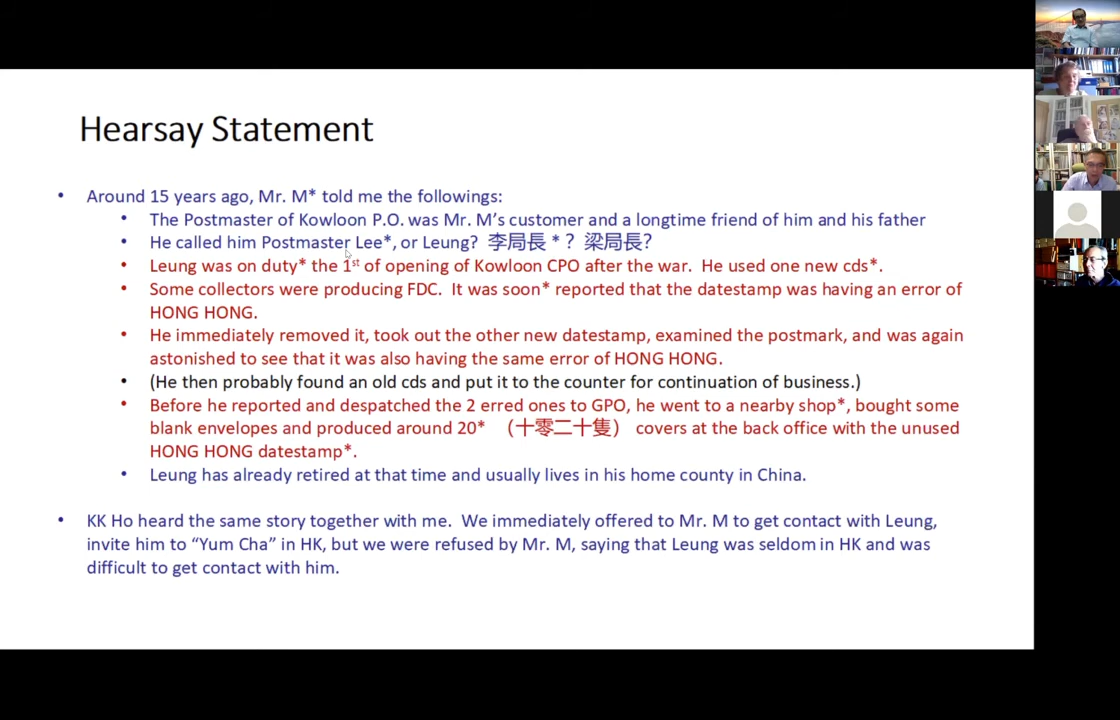 Hearsay Statement
• Around 15 years ago, Mr. M* told me the followings:
• The Postmaster of Kowloon P.O. was Mr. M's customer and a longtime friend of him and his father
• He called him Postmaster Lee*, or Leung? 李局長 * ? 梁局長?
• Leung was on duty* the 1st of opening of Kowloon CPO after the war. He used one new cds*.
• Some collectors were producing FDC. It was soon* reported that the datestamp was having an error of
HONG HONG.
• He immediately removed it, took out the other new datestamp, examined the postmark, and was again
astonished to see that it was also having the same error of HONG HONG.
• (He then probably found an old cds and put it to the counter for continuation of business.)
• Before he reported and despatched the 2 erred ones to GPO, he went to a nearby shop*, bought some
blank envelopes and produced around 20* （十零二十隻） covers at the back office with the unused
HONG HONG datestamp*.
• Leung has already retired at that time and usually lives in his home county in China.
• KK Ho heard the same story together with me. We immediately offered to Mr. M to get contact with Leung,
invite him to “Yum Cha” in HK, but we were refused by Mr. M, saying that Leung was seldom in HK and was
difficult to get contact with him.